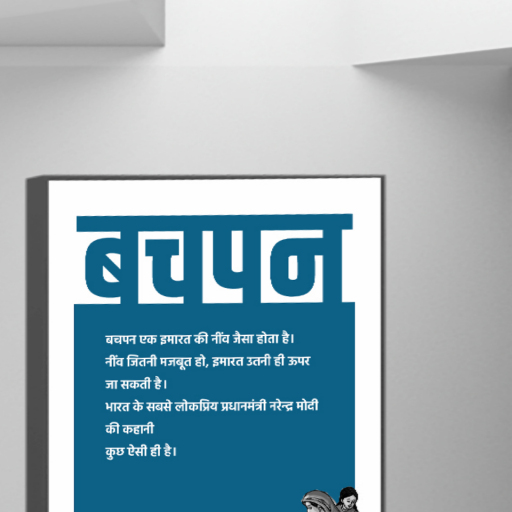 बचपन
बचपन एक इमारत की नींव जैसा होता है।
नींव जितनी मजबूत हो, इमारत उतनी ही ऊपर
जा सकती है।
भारत के सबसे लोकप्रिय प्रधानमंत्री नरेन्द्र मोदी
की कहानी
कुछ ऐसी ही है।